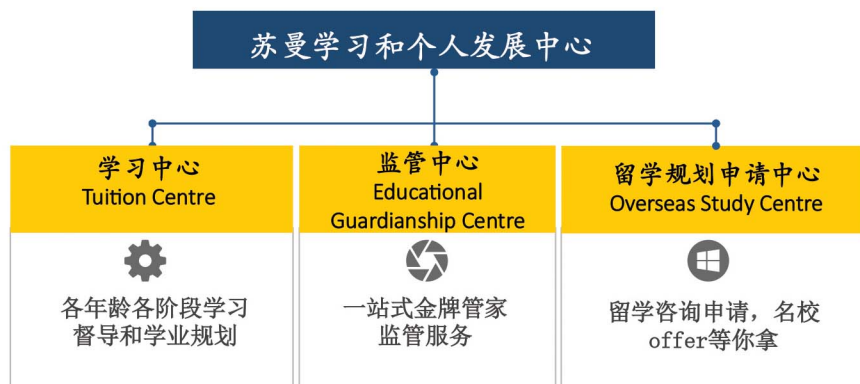 苏曼学习和个人发展中心
学习中心
Tuition Centre
各年龄各阶段学习
督导和学业规划
监管中心
Educational
Guardianship Centre
一站式金牌管家
监管服务
留学规划申请中心
Overseas Study Centre
留学咨询申请，名校
offer等你拿